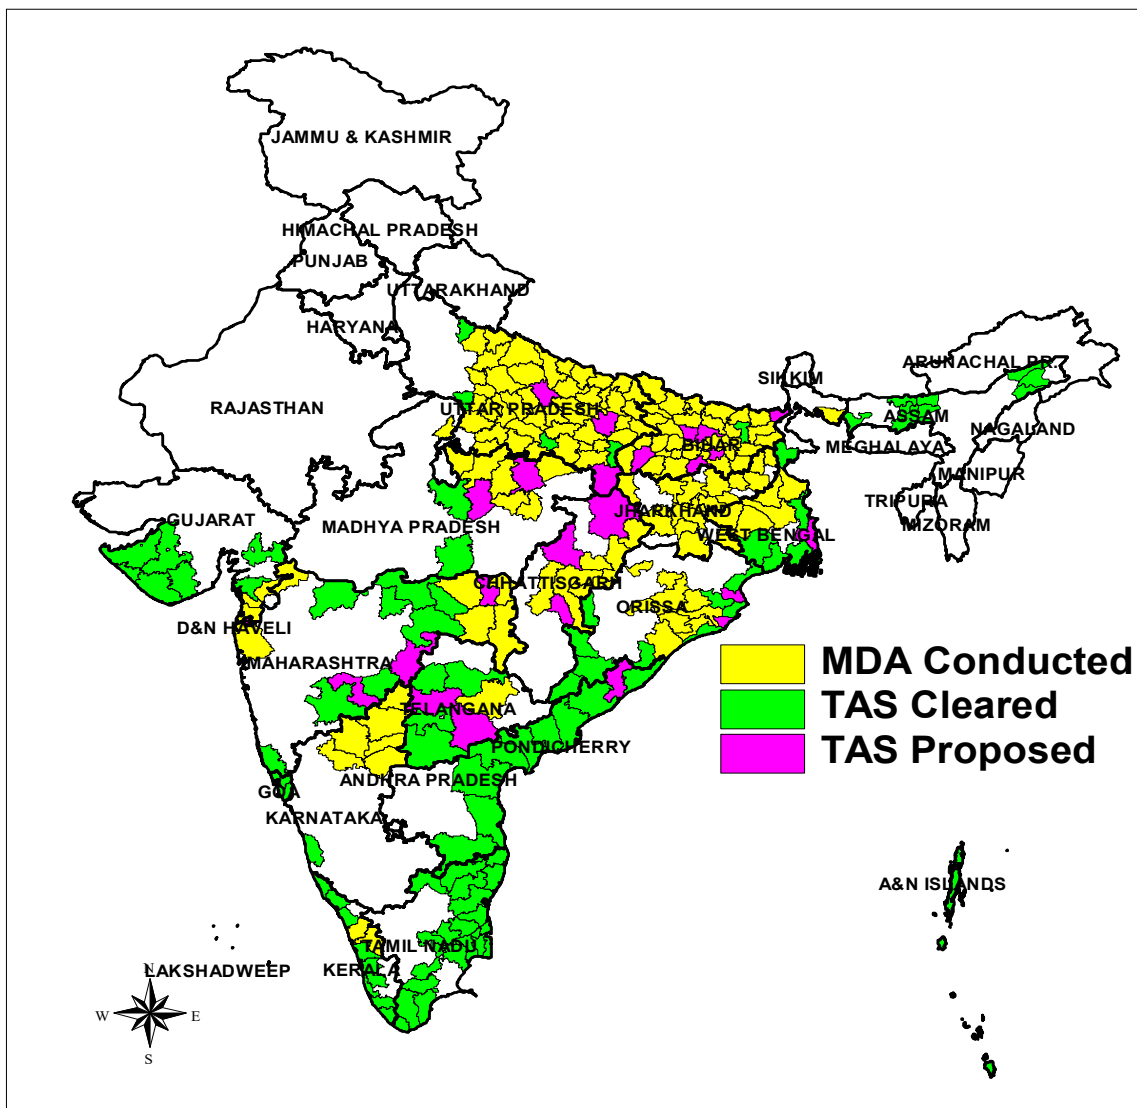 JAMMU & KASHMIR
HIMACHAL PRADESH
PUNJAB
UTTARAKHAND
HARYANA
ARUNACHAL PR.
SIKKIM
RAJASTHAN
UTTAR PRADESH
ASSAM
NAGALAND
BIHAR
MEGHALAYA
MANIPUR
TRIPURA
GUJARAT
MADHYA PRADESH
JHARKHAND
MIZORAM
WEST BENGAL
CHHATTISGARH
ORISSA
D&N HAVELI
MAHARASHTRA
MDA Conducted
TAS Cleared
TAS Proposed
TELANGANA
PONDICHERRY
ANDHRA PRADESH
GOA
KARNATAKA
A&N ISLANDS
TAMIL NADU
LAKSHADWEEP
KERALA
N
W
E
S